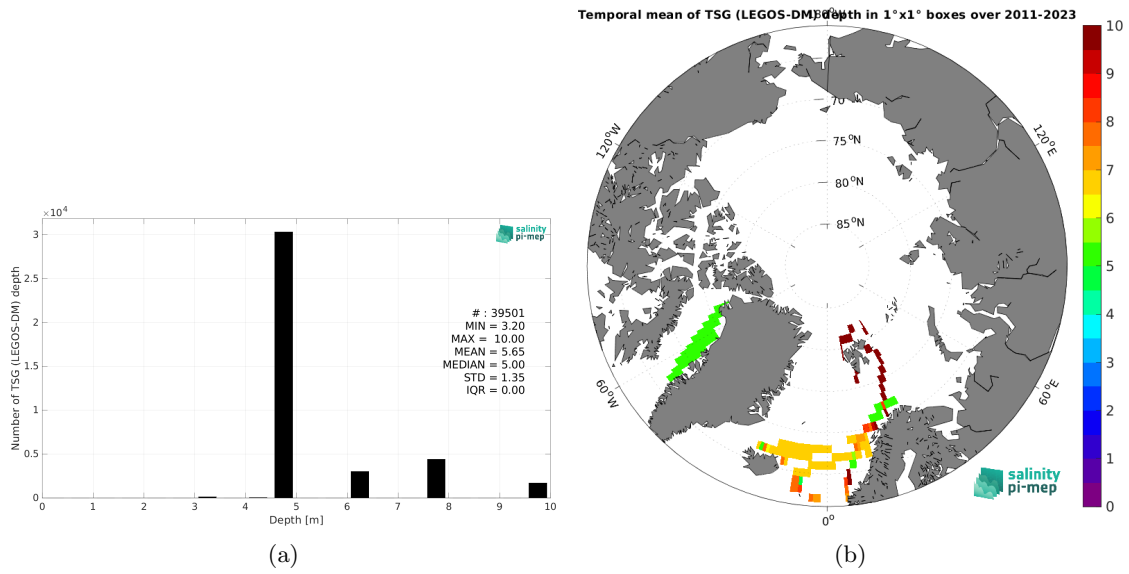 Temporal mean of TSG (LEGOS-DM) depth in 1°x1° boxes over 2011-2023
180°W
70
75°N
80°N
85°N
120°W
120°E
60°W
60°E
0°
10
9
8
7
6
5
4
3
2
1
0
salinity
pi-mep
×10⁴
3
2.5
2
1.5
1
0.5
0
Number of TSG (LEGOS-DM) depth
salinity
pi-mep
# : 39501
MIN = 3.20
MAX = 10.00
MEAN = 5.65
MEDIAN = 5.00
STD = 1.35
IQR = 0.00
0 1 2 3 4 5 6 7 8 9 10
Depth [m]
(a)
(b)